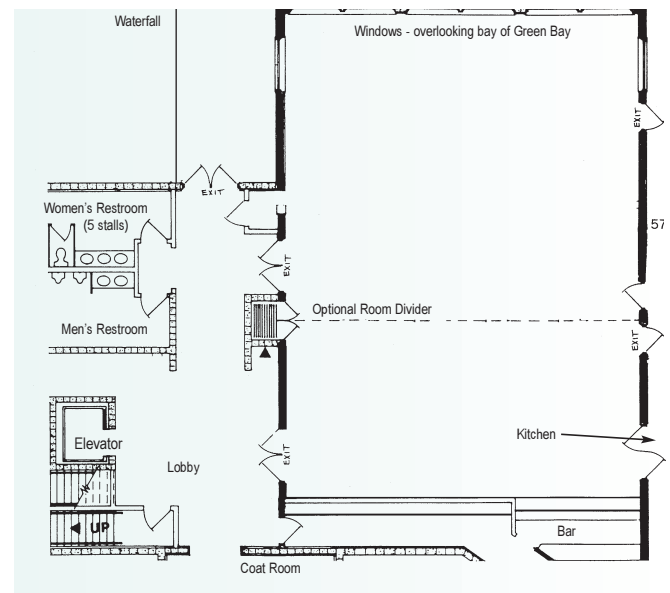 Waterfall
Windows - overlooking bay of Green Bay
EXIT
EXIT
Women's Restroom
(5 stalls)
57
EXIT
Optional Room Divider
Men's Restroom
EXIT
Kitchen
Elevator
EXIT
Lobby
UP
Bar
Coat Room